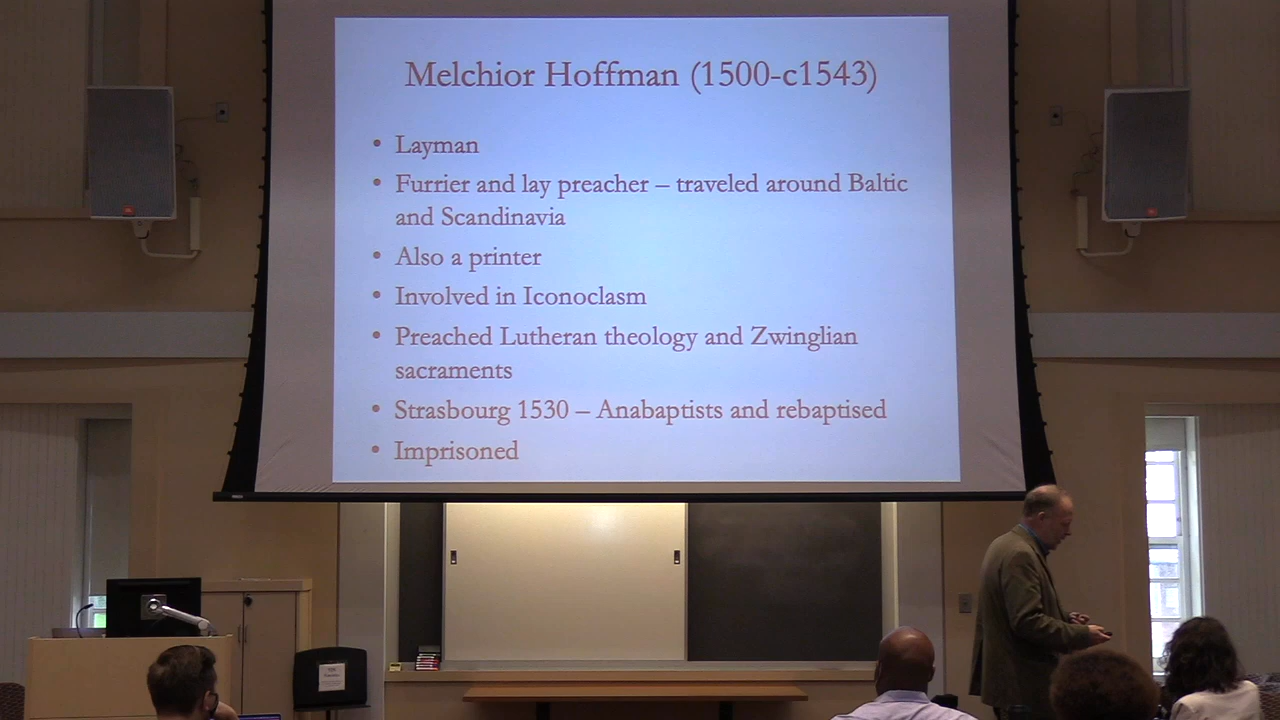 Melchior Hoffman (1500-c1543)
• Layman
• Furrier and lay preacher – traveled around Baltic
and Scandinavia
• Also a printer
• Involved in Iconoclasm
• Preached Lutheran theology and Zwinglian
sacraments
• Strasbourg 1530 – Anabaptists and rebaptised
• Imprisoned